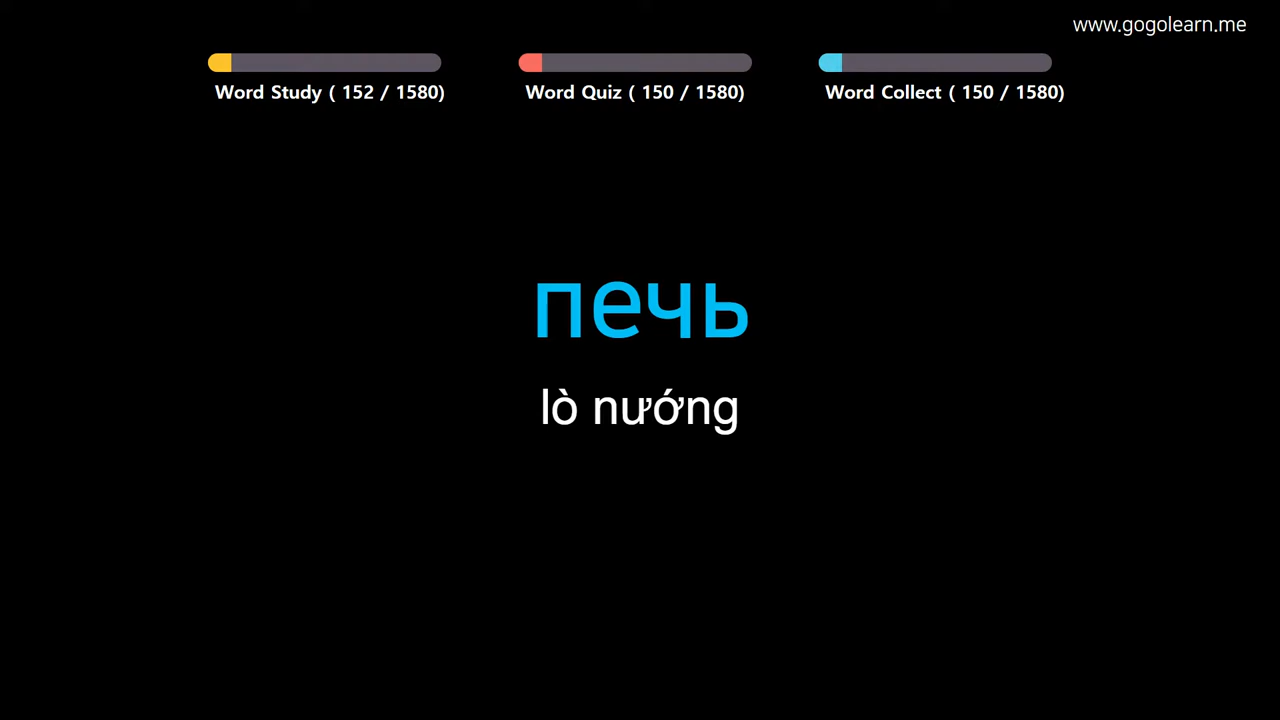 www.gogolearn.me
Word Study ( 152 / 1580)
Word Quiz ( 150 / 1580)
Word Collect ( 150 / 1580)
печь
lò nướng